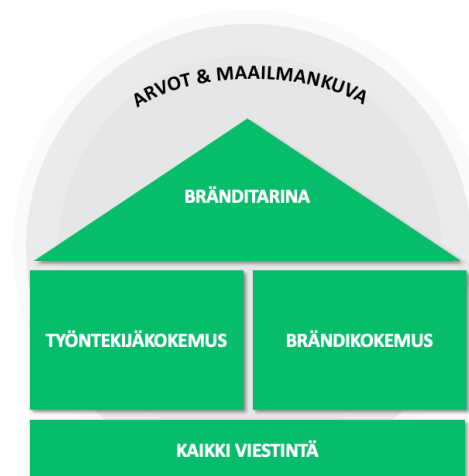 ARVOT & MAAILMANKUVA
BRÄNDITARINA
TYÖNTEKIJÄKOKEMUS
BRÄNDIKOKEMUS
KAIKKI VIESTINTÄ